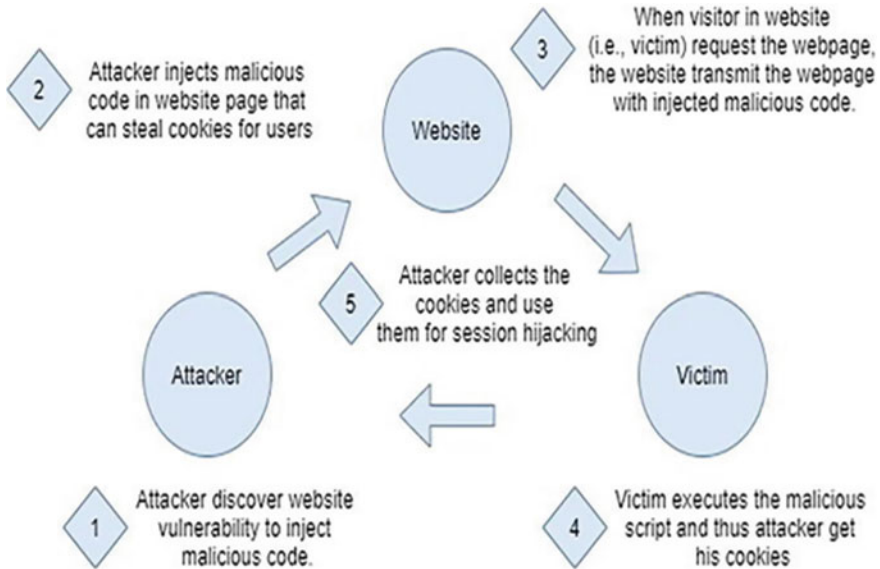 2
Attacker injects malicious
code in website page that
can steal cookies for users
3
When visitor in website
(i.e., victim) request the webpage,
the website transmit the webpage
with injected malicious code.
Website
5
Attacker collects the
cookies and use
them for session hijacking
Attacker
Victim
1
Attacker discover website
vulnerability to inject
malicious code.
4
Victim executes the malicious
script and thus attacker get
his cookies